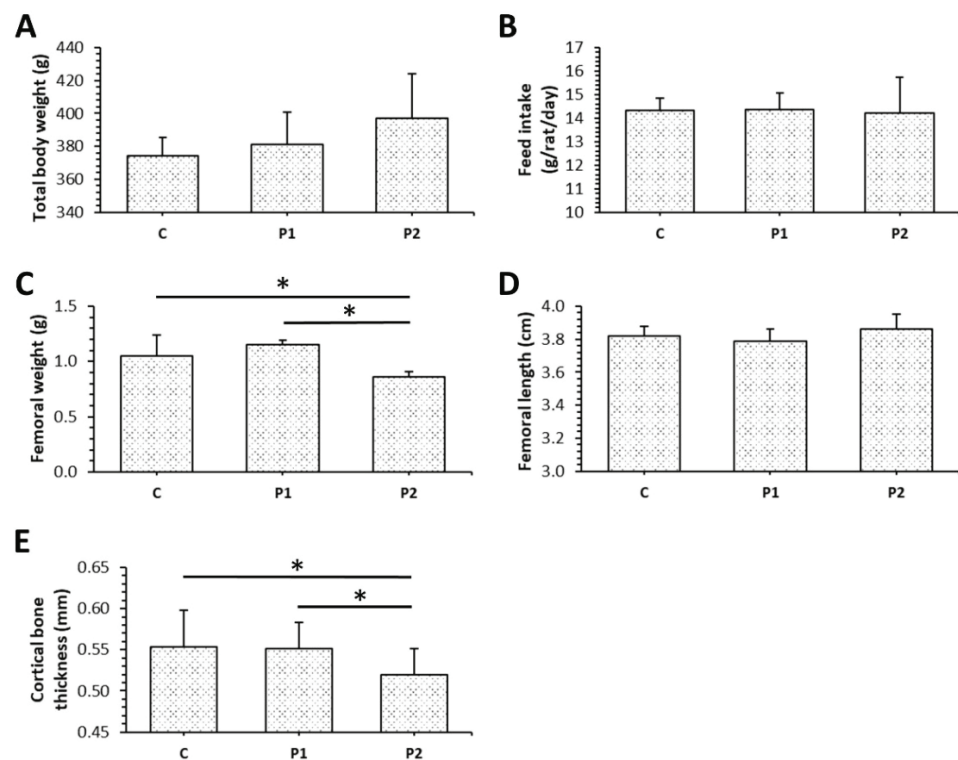 A
Total body weight (g)
440
420
400
380
360
340
C P1 P2
B
Feed intake
(g/rat/day)
17
16
15
14
13
12
11
10
C P1 P2
C
Femoral weight (g)
1.5
1.0
0.5
0.0
* 
*
C P1 P2
D
Femoral length (cm)
4.0
3.8
3.6
3.4
3.2
3.0
C P1 P2
E
Cortical bone
thickness (mm)
0.65
0.60
0.55
0.50
0.45
*
*
C P1 P2